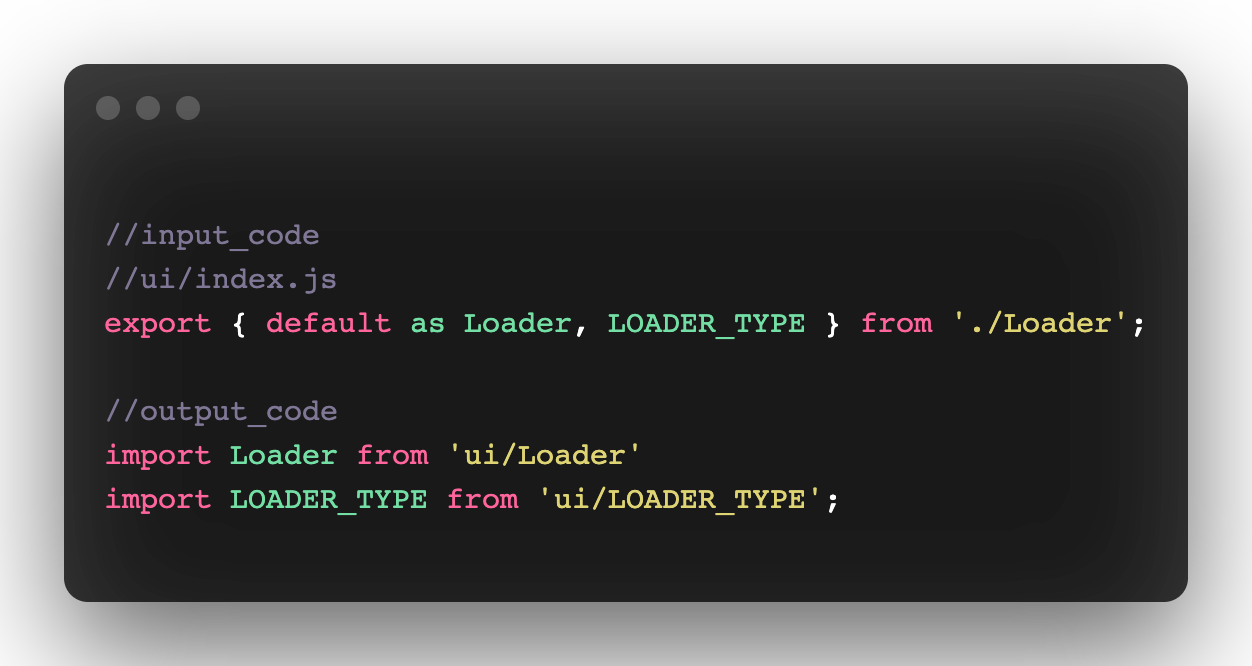 //input_code
//ui/index.js
export { default as Loader, LOADER_TYPE } from './Loader';
//output_code
import Loader from 'ui/Loader'
import LOADER_TYPE from 'ui/LOADER_TYPE';